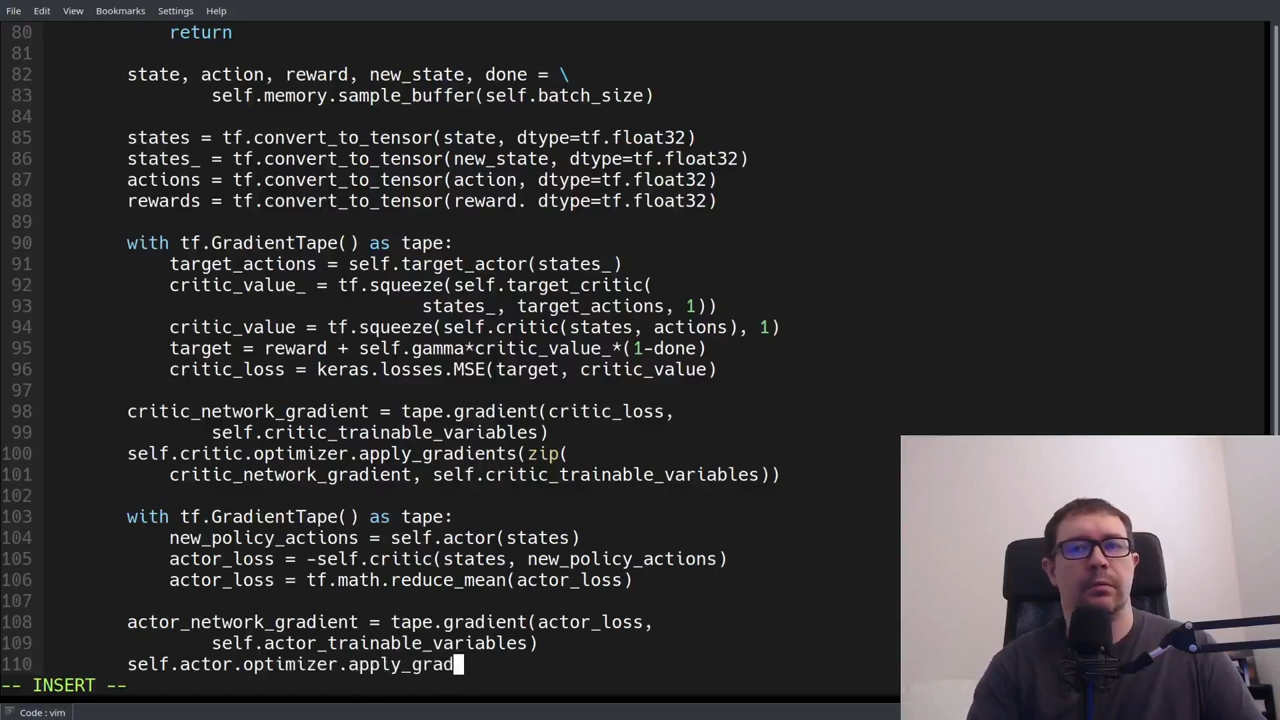 File Edit View Bookmarks Settings Help
80 return
81
82 state, action, reward, new_state, done = \
83 self.memory.sample_buffer(self.batch_size)
84
85 states = tf.convert_to_tensor(state, dtype=tf.float32)
86 states_ = tf.convert_to_tensor(new_state, dtype=tf.float32)
87 actions = tf.convert_to_tensor(action, dtype=tf.float32)
88 rewards = tf.convert_to_tensor(reward. dtype=tf.float32)
89
90 with tf.GradientTape() as tape:
91 target_actions = self.target_actor(states_)
92 critic_value_ = tf.squeeze(self.target_critic(
93 states_, target_actions, 1))
94 critic_value = tf.squeeze(self.critic(states, actions), 1)
95 target = reward + self.gamma*critic_value_*(1-done)
96 critic_loss = keras.losses.MSE(target, critic_value)
97
98 critic_network_gradient = tape.gradient(critic_loss,
99 self.critic_trainable_variables)
100 self.critic.optimizer.apply_gradients(zip(
101 critic_network_gradient, self.critic_trainable_variables))
102
103 with tf.GradientTape() as tape:
104 new_policy_actions = self.actor(states)
105 actor_loss = -self.critic(states, new_policy_actions)
106 actor_loss = tf.math.reduce_mean(actor_loss)
107
108 actor_network_gradient = tape.gradient(actor_loss,
109 self.actor_trainable_variables)
110 self.actor.optimizer.apply_grad
-- INSERT --
Code : vim